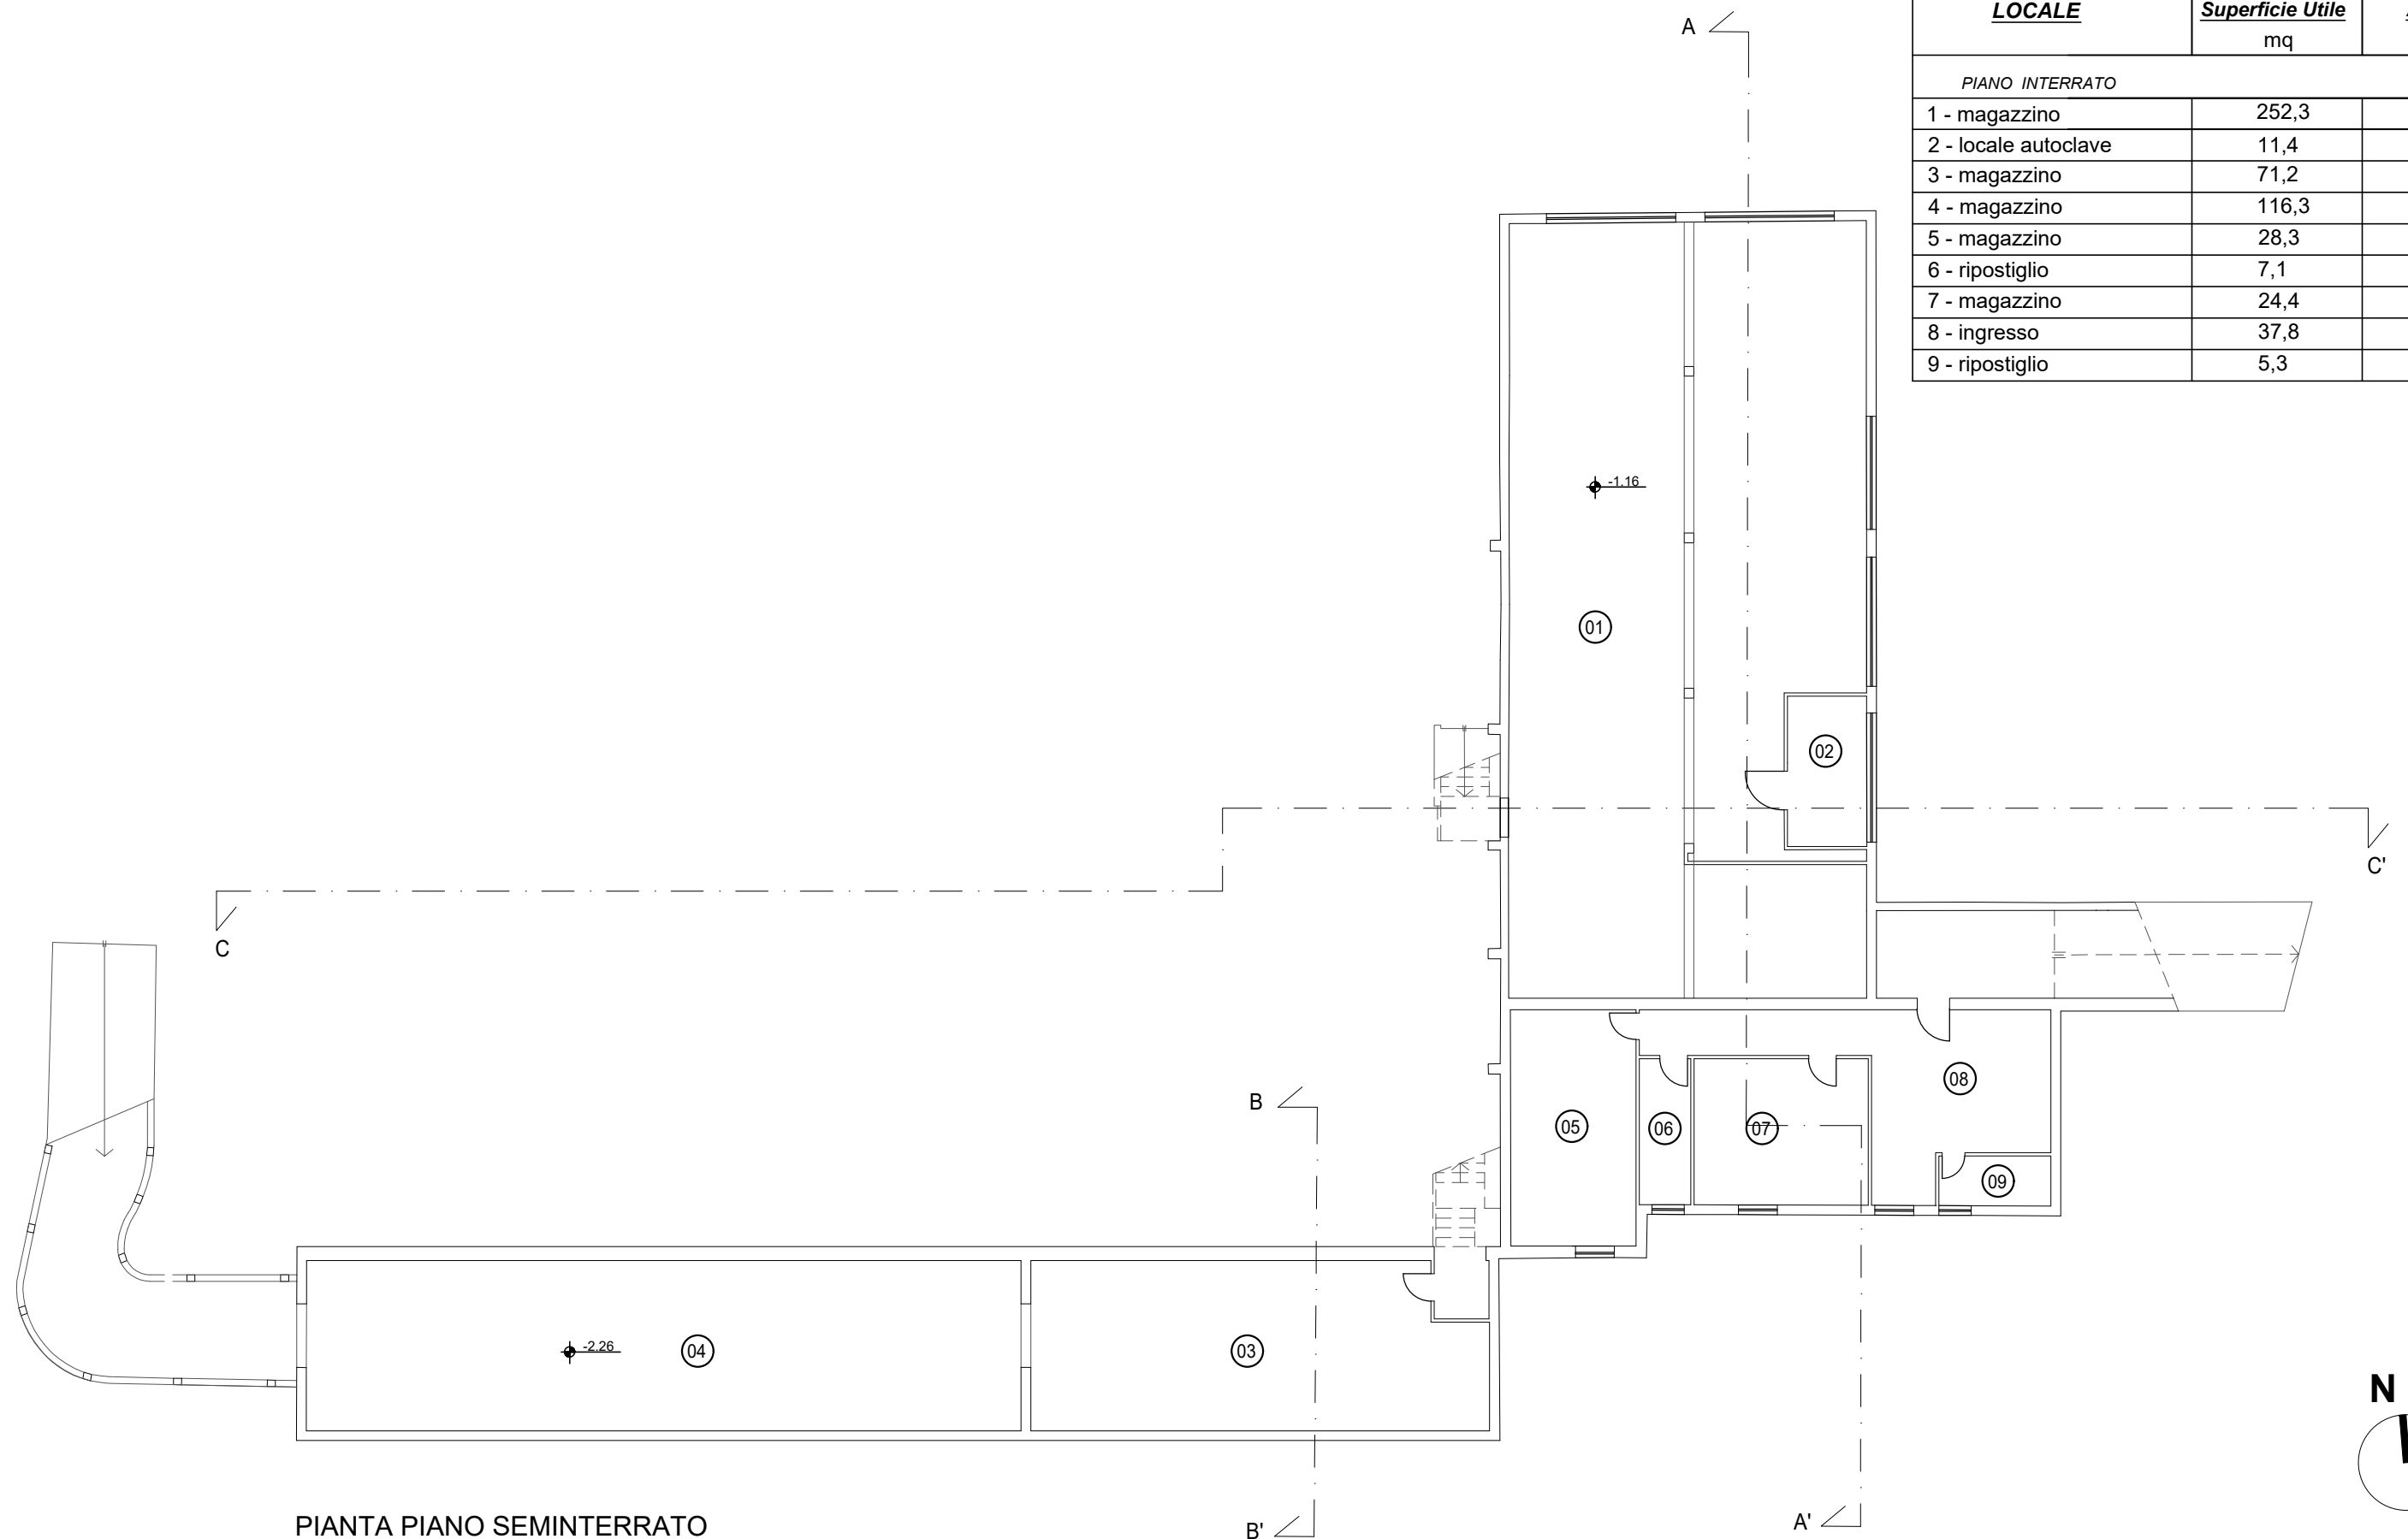 LOCALE Superficie Utile
mq
PIANO INTERRATO
1 - magazzino 252,3
2 - locale autoclave 11,4
3 - magazzino 71,2
4 - magazzino 116,3
5 - magazzino 28,3
6 - ripostiglio 7,1
7 - magazzino 24,4
8 - ingresso 37,8
9 - ripostiglio 5,3
A
-1.16
01
02
C'
C
B
08
05 06 07
09
-2.26 04 03
N
A'
PIANTA PIANO SEMINTERRATO
B'